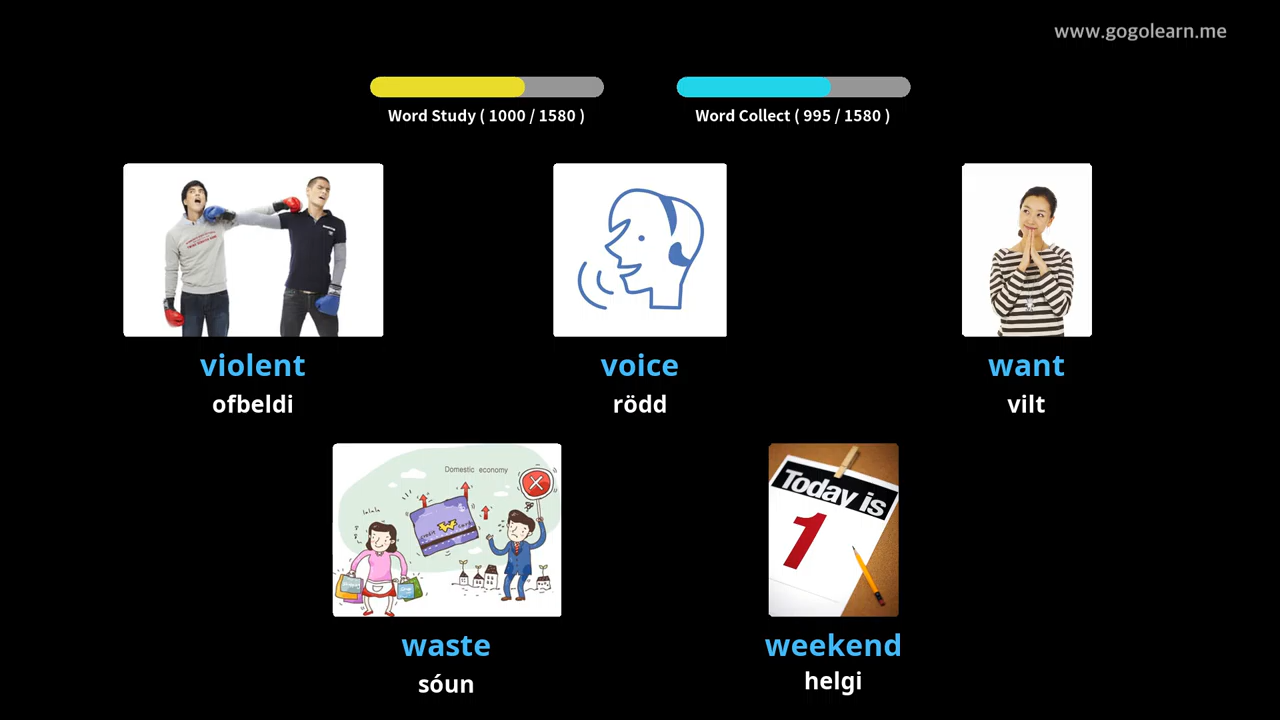 www.gogolearn.me
Word Study ( 1000 / 1580 )
Word Collect ( 995 / 1580 )
violent
ofbeldi
voice
rödd
want
vilt
Domestic economy
lalala
waste
sóun
Today is
1
weekend
helgi